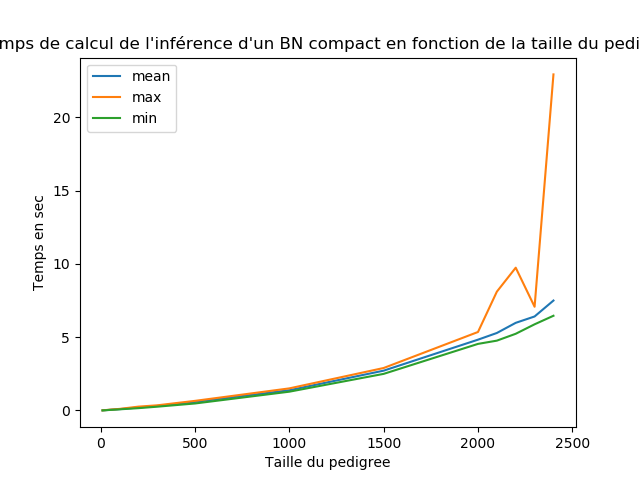 mps de calcul de l'inférence d'un BN compact en fonction de la taille du pedi
mean
max
min
20
15
10
5
0
Temps en sec
0 500 1000 1500 2000 2500
Taille du pedigree